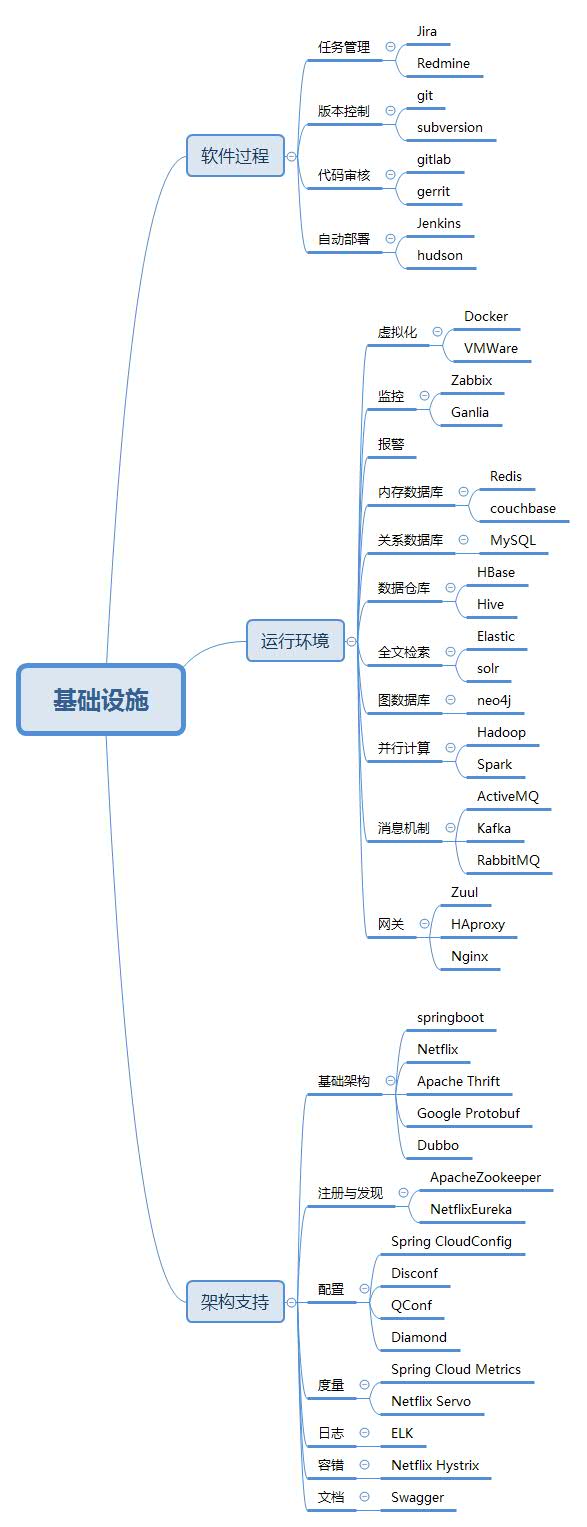 基础设施
软件过程
任务管理
Jira
Redmine
版本控制
git
subversion
代码审核
gitlab
gerrit
自动部署
Jenkins
hudson
运行环境
虚拟化
Docker
VMWare
监控
Zabbix
Ganlia
报警
内存数据库
Redis
couchbase
关系数据库
MySQL
数据仓库
HBase
Hive
全文检索
Elastic
solr
图数据库
neo4j
并行计算
Hadoop
Spark
消息机制
ActiveMQ
Kafka
RabbitMQ
网关
Zuul
HAproxy
Nginx
架构支持
基础架构
springboot
Netflix
Apache Thrift
Google Protobuf
Dubbo
注册与发现
ApacheZookeeper
NetflixEureka
配置
Spring CloudConfig
Disconf
QConf
Diamond
度量
Spring Cloud Metrics
Netflix Servo
日志
ELK
容错
Netflix Hystrix
文档
Swagger